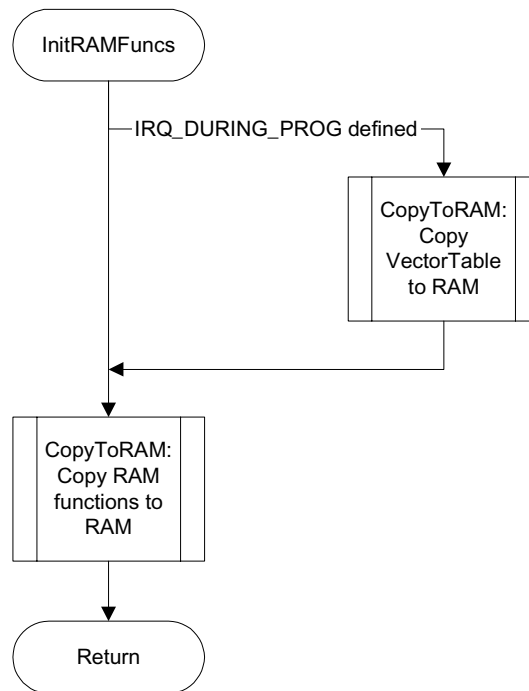 InitRAMFuncs
IRQ_DURING_PROG defined
CopyToRAM:
Copy
VectorTable
to RAM
CopyToRAM:
Copy RAM
functions to
RAM
Return